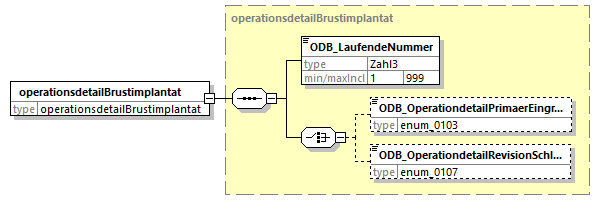 operationsdetailBrustimplantat
ODB_LaufendeNummer
type Zahl3
min/maxIncl 1 999
operationsdetailBrustimplantat
type operationsdetailBrustimplantat
ODB_OperationdetailPrimaerEingr...
type enum_0103
ODB_OperationdetailRevisionSchl...
type enum_0107